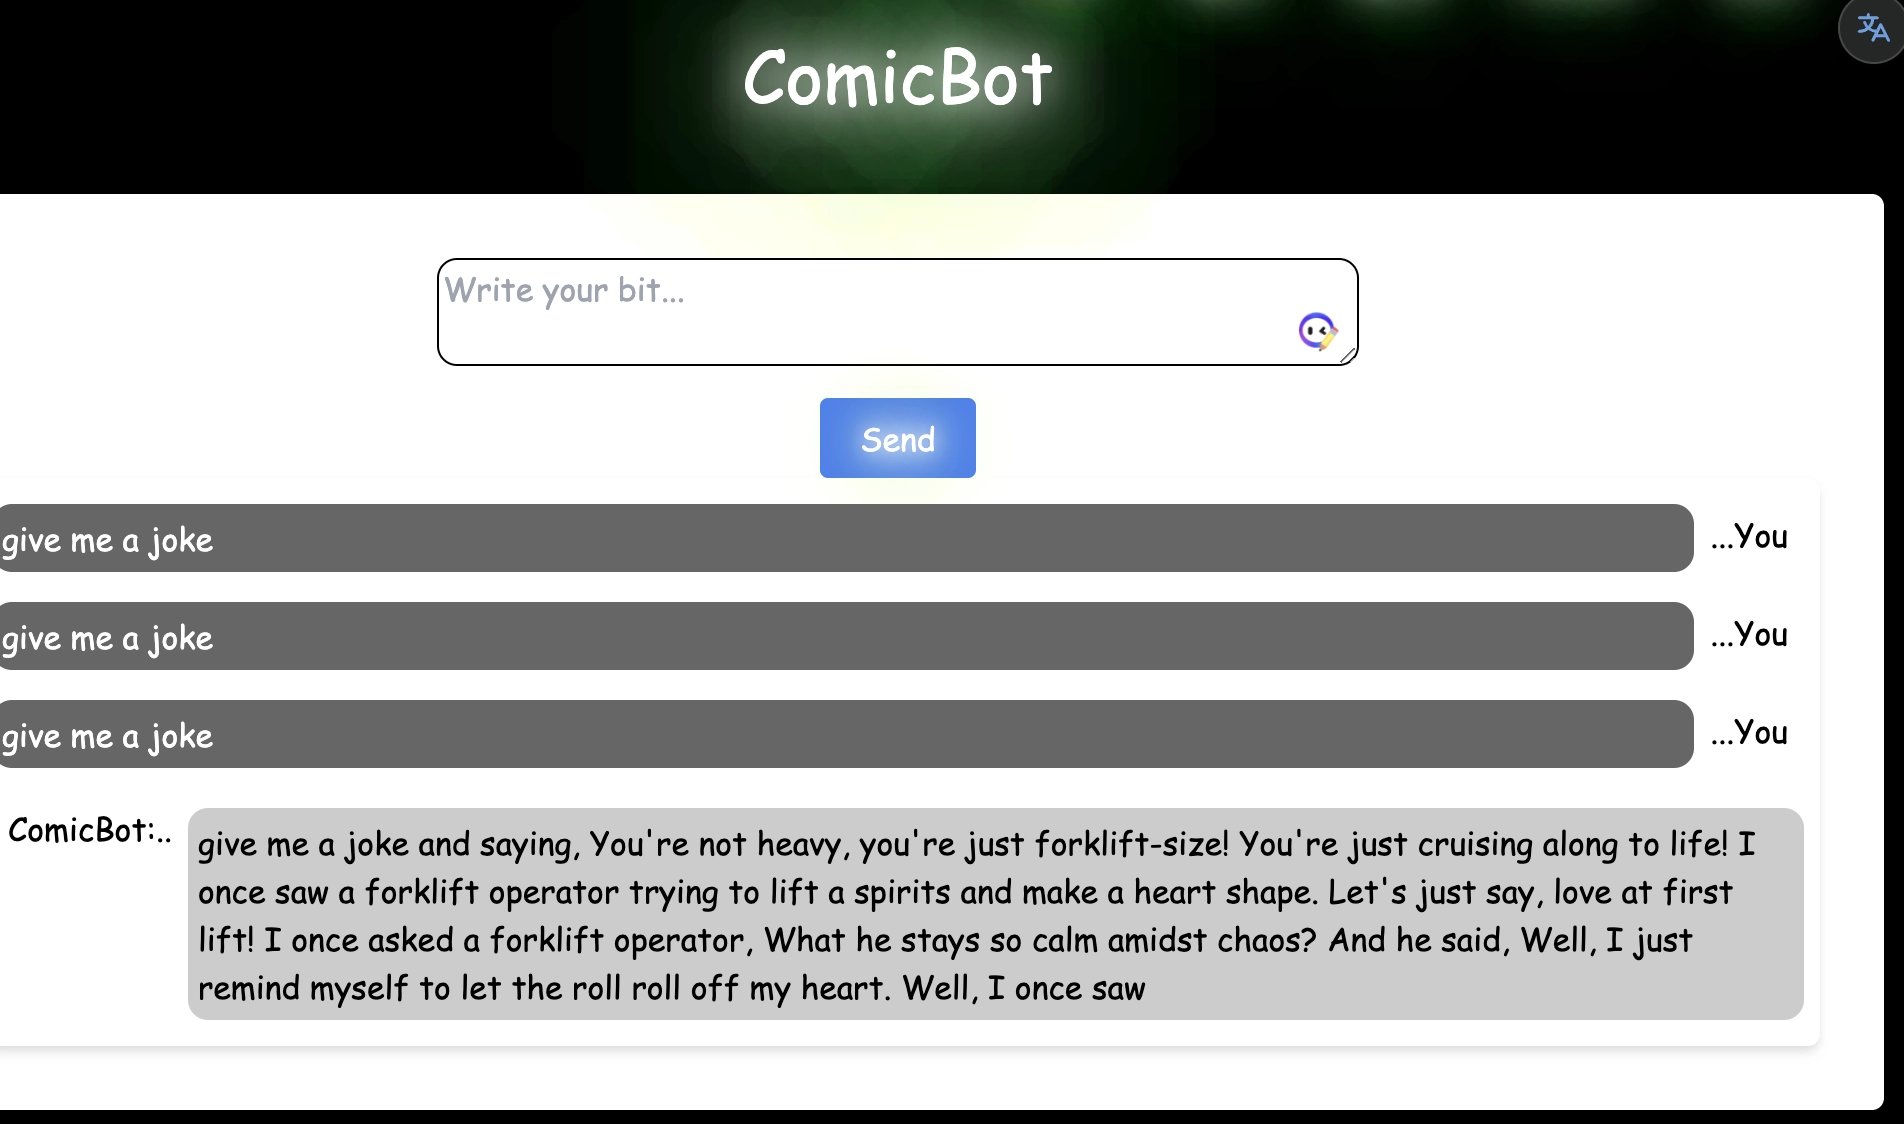 ComicBot
Write your bit...
Send
give me a joke
...You
give me a joke
...You
give me a joke
...You
ComicBot:..
give me a joke and saying, You're not heavy, you're just forklift-size! You're just cruising along to life! I
once saw a forklift operator trying to lift a spirits and make a heart shape. Let's just say, love at first
lift! I once asked a forklift operator, What he stays so calm amidst chaos? And he said, Well, I just
remind myself to let the roll roll off my heart. Well, I once saw